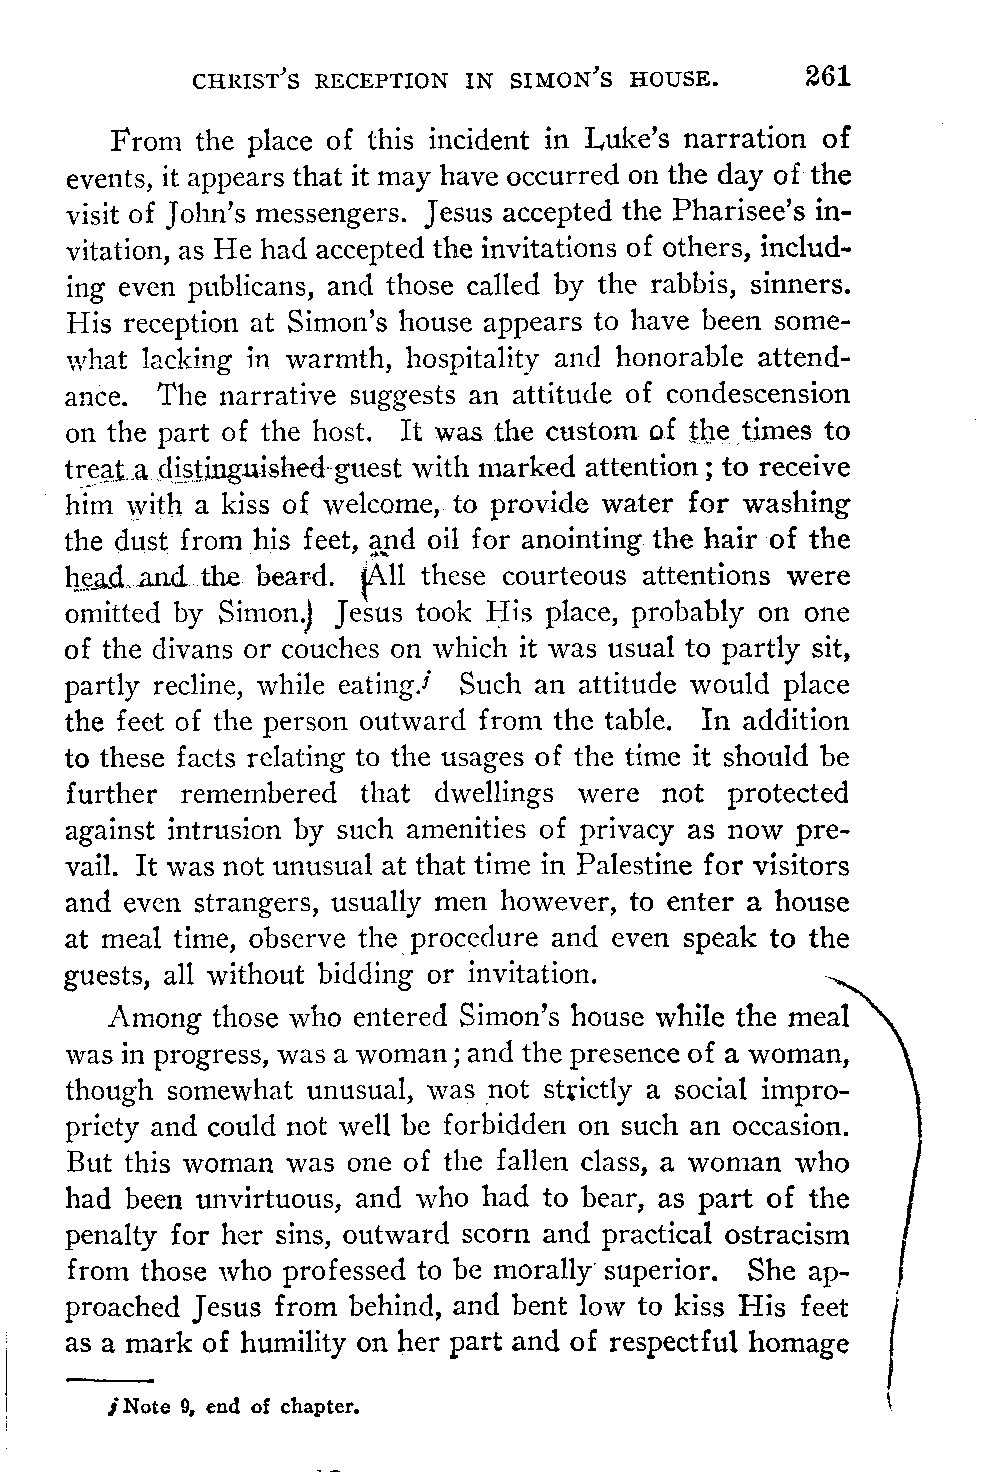 CHRIST'S RECEPTION IN SIMON'S HOUSE. 261
From the place of this incident in Luke's narration of
events, it appears that it may have occurred on the day of the
visit of John's messengers. Jesus accepted the Pharisee's in-
vitation, as He had accepted the invitations of others, includ-
ing even publicans, and those called by the rabbis, sinners.
His reception at Simon's house appears to have been some-
what lacking in warmth, hospitality and honorable attend-
ance. The narrative suggests an attitude of condescension
on the part of the host. It was the custom of the times to
treat a distinguished guest with marked attention; to receive
him with a kiss of welcome, to provide water for washing
the dust from his feet, and oil for anointing the hair of the
head and the beard. (All these courteous attentions were
omitted by Simon.) Jesus took His place, probably on one
of the divans or couches on which it was usual to partly sit,
partly recline, while eating.j Such an attitude would place
the feet of the person outward from the table. In addition
to these facts relating to the usages of the time it should be
further remembered that dwellings were not protected
against intrusion by such amenities of privacy as now pre-
vail. It was not unusual at that time in Palestine for visitors
and even strangers, usually men however, to enter a house
at meal time, observe the procedure and even speak to the
guests, all without bidding or invitation.
Among those who entered Simon's house while the meal
was in progress, was a woman; and the presence of a woman,
though somewhat unusual, was not strictly a social impro-
priety and could not well be forbidden on such an occasion.
But this woman was one of the fallen class, a woman who
had been unvirtuous, and who had to bear, as part of the
penalty for her sins, outward scorn and practical ostracism
from those who professed to be morally superior. She ap-
proached Jesus from behind, and bent low to kiss His feet
as a mark of humility on her part and of respectful homage
j Note 9, end of chapter.